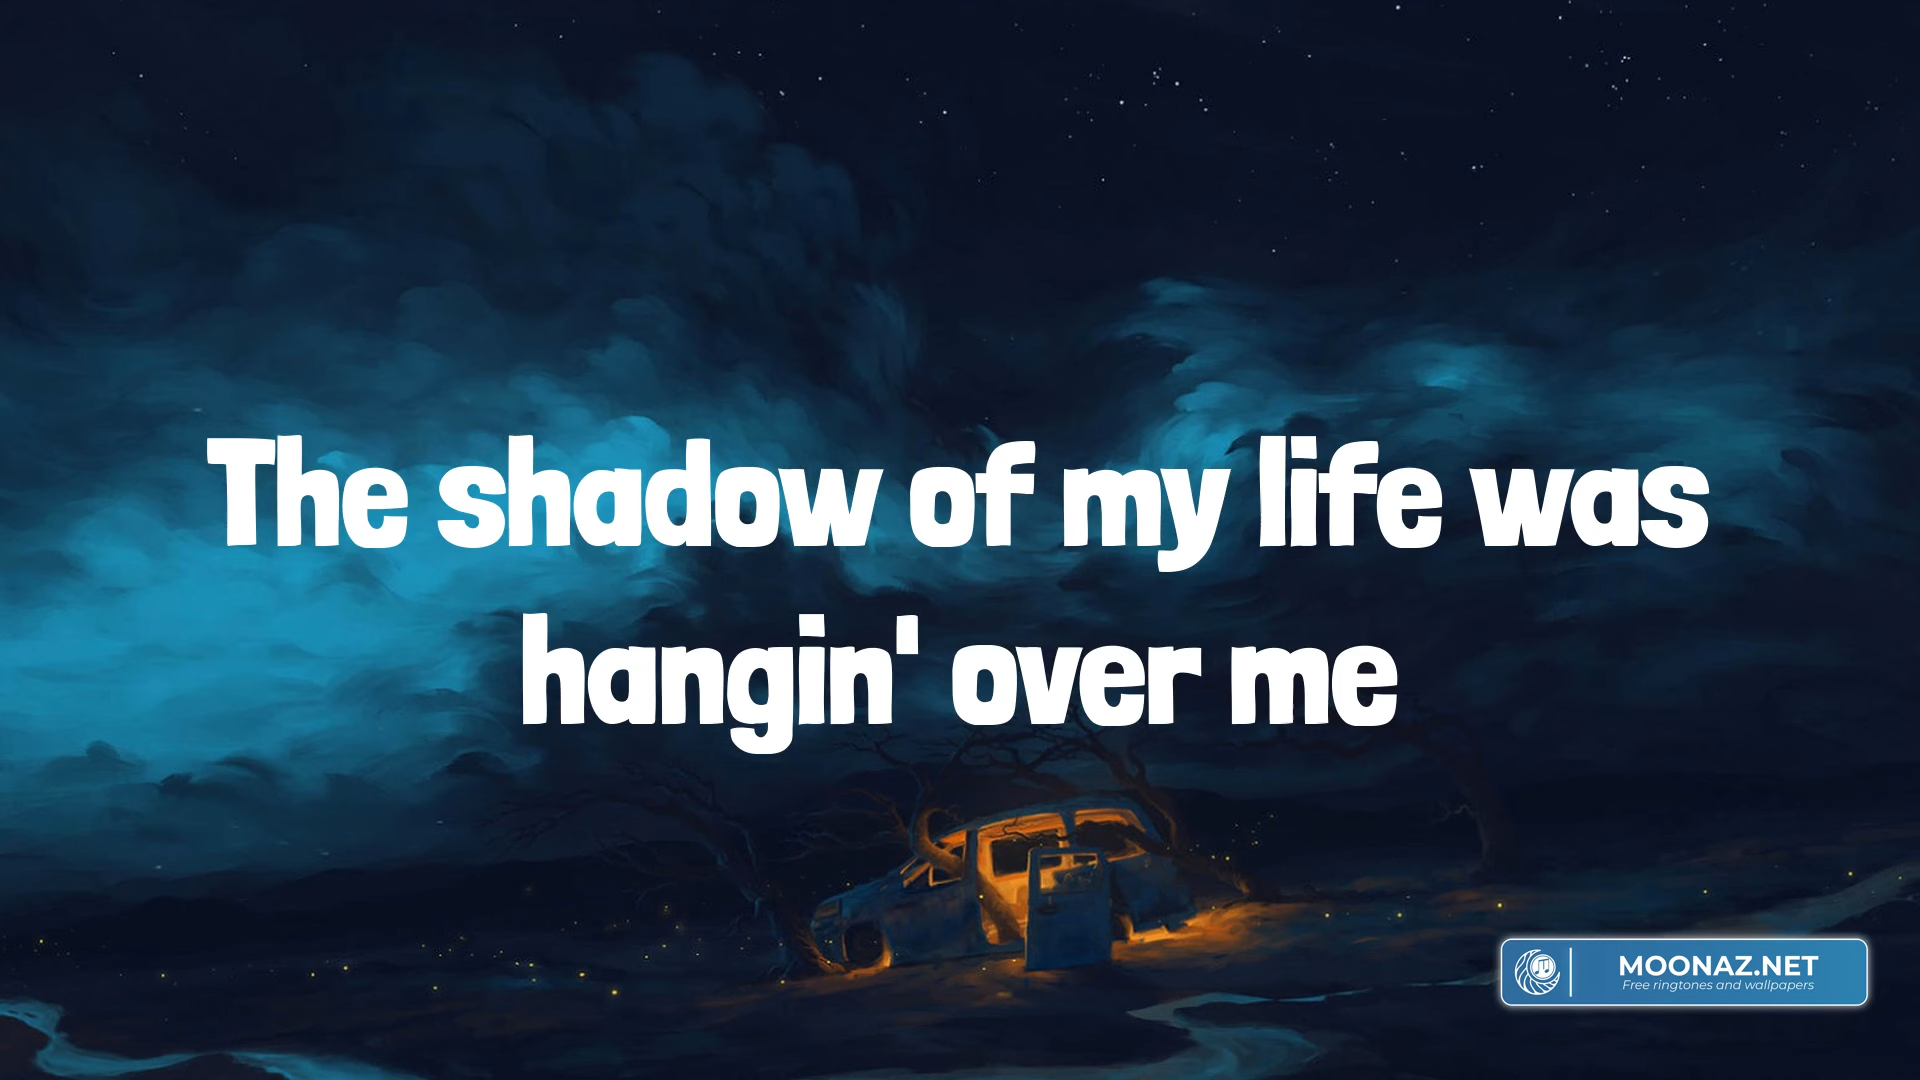 The shadow of my life was
hangin' over me
MOONAZ.NET
Free ringtones and wallpapers